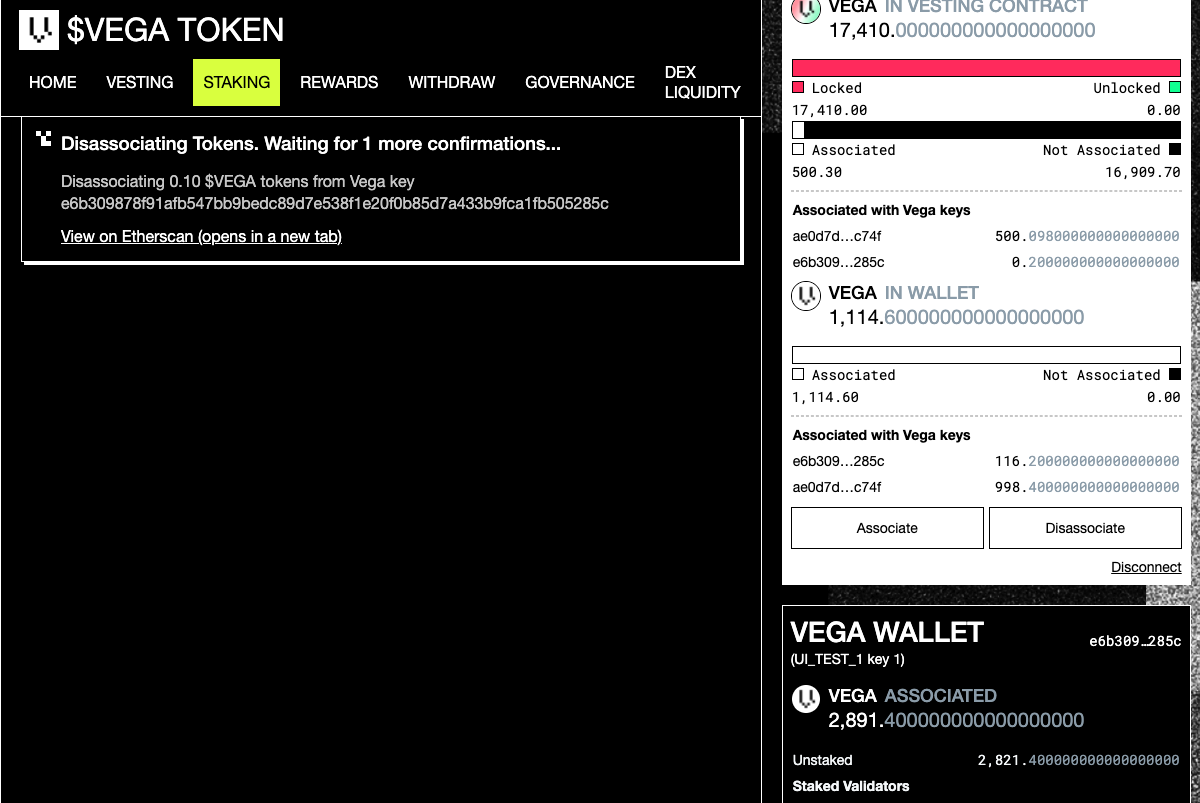 $VEGA TOKEN
HOME VESTING STAKING REWARDS WITHDRAW GOVERNANCE DEX LIQUIDITY
Disassociating Tokens. Waiting for 1 more confirmations...
Disassociating 0.10 $VEGA tokens from Vega key
e6b309878f91afb547bb9bedc89d7e538f1e20f0b85d7a433b9fca1fb505285c
View on Etherscan (opens in a new tab)
VEGA IN VESTING CONTRACT
17,410.000000000000000000
Locked Unlocked
17,410.00 0.00
Associated Not Associated
500.30 16,909.70
Associated with Vega keys
ae0d7d…c74f 500.098000000000000000
e6b309…285c 0.200000000000000000
VEGA IN WALLET
1,114.600000000000000000
Associated Not Associated
1,114.60 0.00
Associated with Vega keys
e6b309…285c 116.200000000000000000
ae0d7d…c74f 998.400000000000000000
Associate Disassociate
Disconnect
VEGA WALLET e6b309…285c
(UI_TEST_1 key 1)
VEGA ASSOCIATED
2,891.400000000000000000
Unstaked 2,821.400000000000000000
Staked Validators